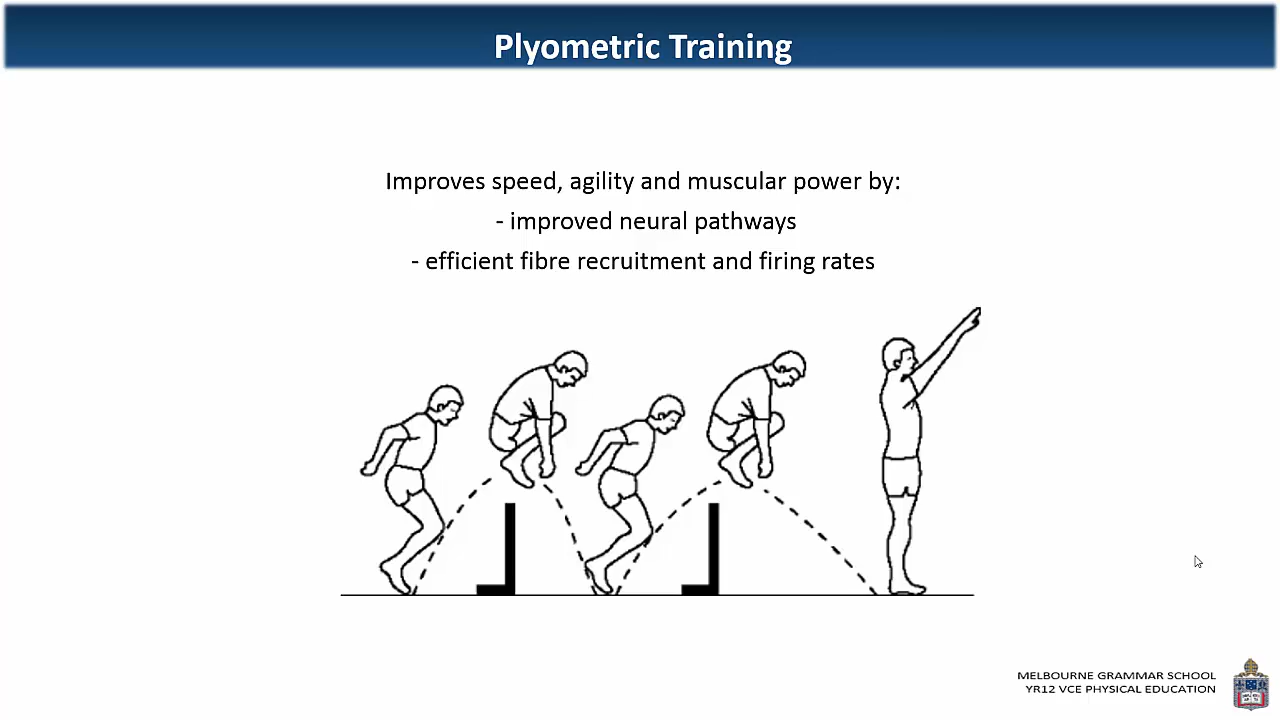 Plyometric Training
Improves speed, agility and muscular power by:
- improved neural pathways
- efficient fibre recruitment and firing rates
MELBOURNE GRAMMAR SCHOOL
YR12 VCE PHYSICAL EDUCATION